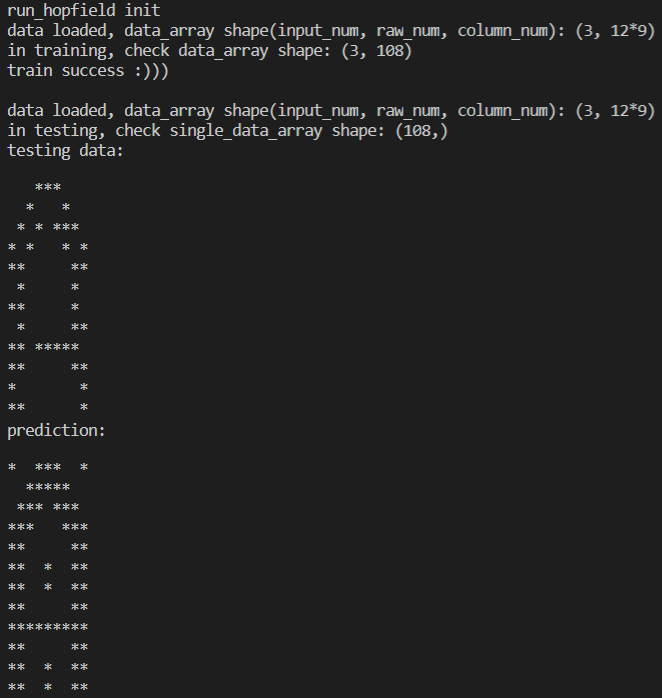 run_hopfield init
data loaded, data_array shape(input_num, raw_num, column_num): (3, 12*9)
in training, check data_array shape: (3, 108)
train success :)))

data loaded, data_array shape(input_num, raw_num, column_num): (3, 12*9)
in testing, check single_data_array shape: (108,)
testing data:

   ***
  *   *
 * * ***
* *   * *
**     **
 *     *
**     *
 *     **
** *****
**     **
*       *
**      *
prediction:

*  ***  *
  *****
 *** ***
***   ***
**     **
**  *  **
**  *  **
**     **
*********
**     **
**  *  **
**  *  **